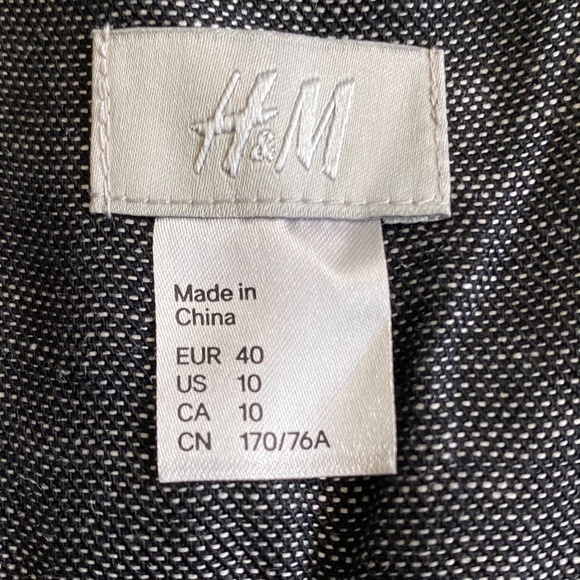 H&M
Made in
China
EUR 40
US 10
CA 10
CN 170/76A